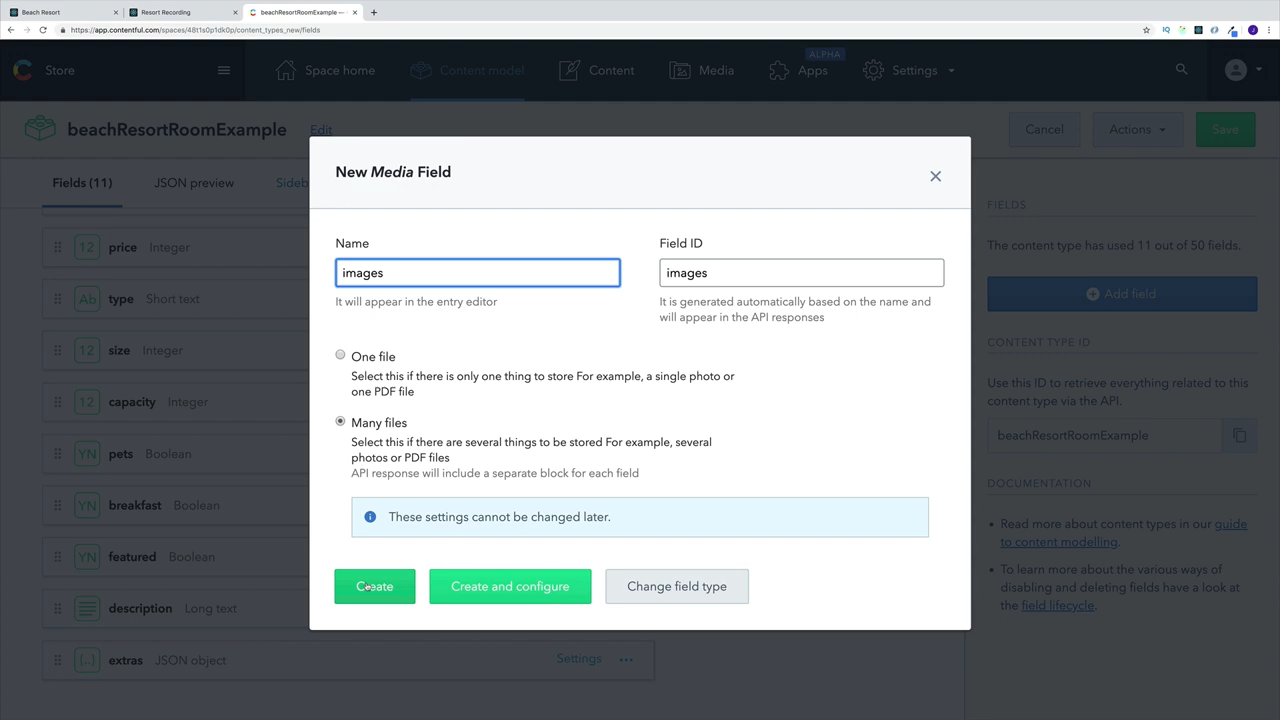 Beach Resort
Resort Recording
beachResortRoomExample —
https://app.contentful.com/spaces/48t1s0p1dk0p/content_types_new/fields
Store
Space home
Content model
Content
Media
ALPHA
Apps
Settings
beachResortRoomExample
Edit
Cancel
Actions
Save
Fields (11)
JSON preview
Sideb
12 price Integer
Ab type Short text
12 size Integer
12 capacity Integer
YN pets Boolean
YN breakfast Boolean
YN featured Boolean
description Long text
{..} extras JSON object
Settings
New Media Field
Name
images
It will appear in the entry editor
Field ID
images
It is generated automatically based on the name and
will appear in the API responses
One file
Select this if there is only one thing to store For example, a single photo or
one PDF file
Many files
Select this if there are several things to be stored For example, several
photos or PDF files
API response will include a separate block for each field
These settings cannot be changed later.
Create
Create and configure
Change field type
FIELDS
The content type has used 11 out of 50 fields.
Add field
CONTENT TYPE ID
Use this ID to retrieve everything related to this
content type via the API.
beachResortRoomExample
DOCUMENTATION
Read more about content types in our guide
to content modelling.
To learn more about the various ways of
disabling and deleting fields have a look at
the field lifecycle.